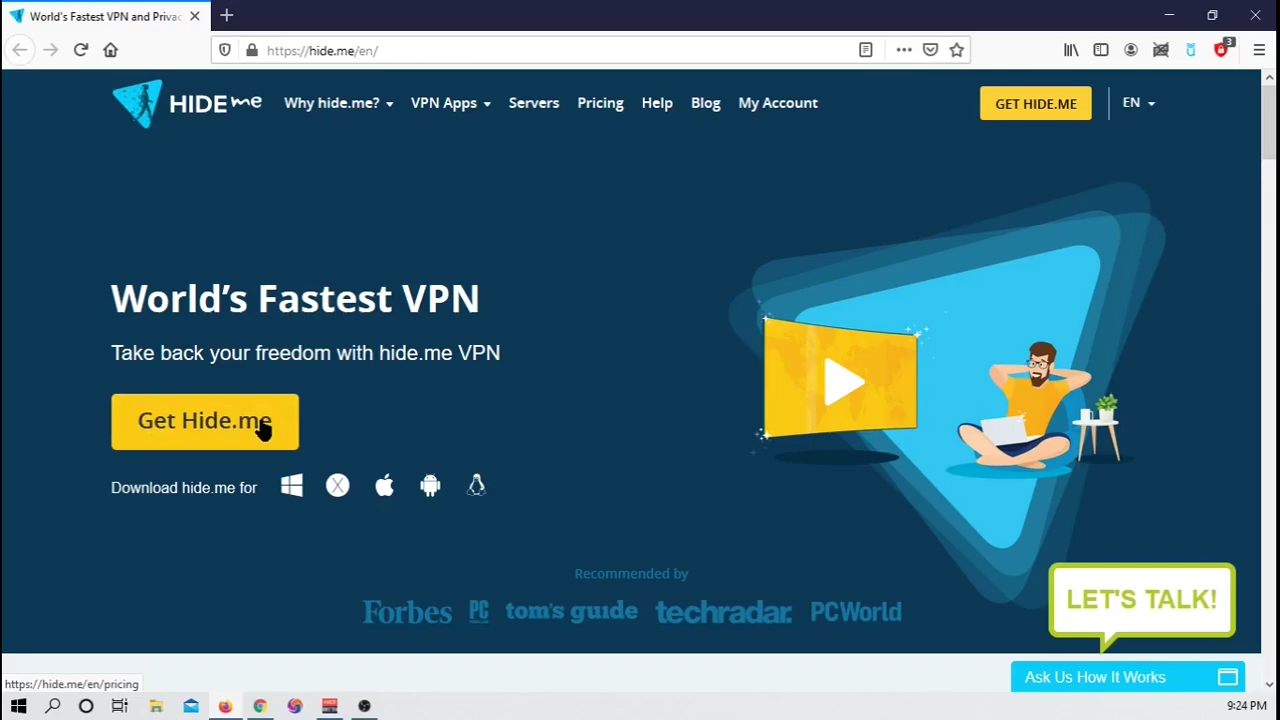 World's Fastest VPN and Privac
https://hide.me/en/
3
HIDE me
Why hide.me?
VPN Apps
Servers
Pricing
Help
Blog
My Account
GET HIDE.ME
EN
World's Fastest VPN
Take back your freedom with hide.me VPN
Get Hide.me
Download hide.me for
Recommended by
Forbes
PC
tom's guide
techradar.
PCWorld
LET'S TALK!
Ask Us How It Works
https://hide.me/en/pricing
9:24 PM